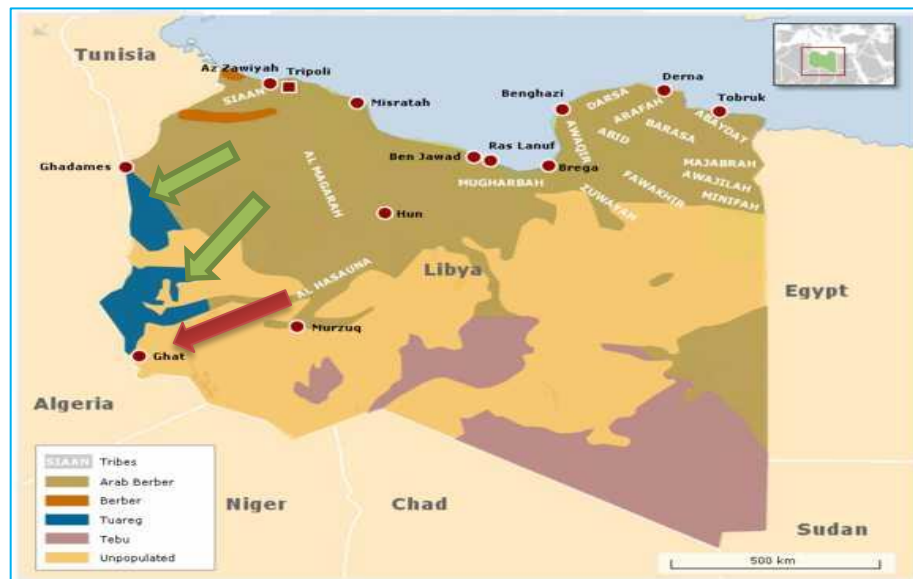 Tunisia
Az Zawiyah
Tripoli
SIAAN
Misratah
Benghazi
Derna
DARSA
ARAFAH
Tobruk
ABAYDAT
AWAQIR
ABID
BARASA
Ghadames
Ben Jawad
Ras Lanuf
Brega
MAJABRAH
AWAJILAH
MINIFAH
MUGHARBAH
FAWAKHIR
ZUWAYAH
AL MAGARAH
Hun
Libya
AL HASAUNA
Egypt
Murzuq
Ghat
Algeria
Niger
Chad
Sudan
SIAAN Tribes
Arab Berber
Berber
Tuareg
Tebu
Unpopulated
500 km